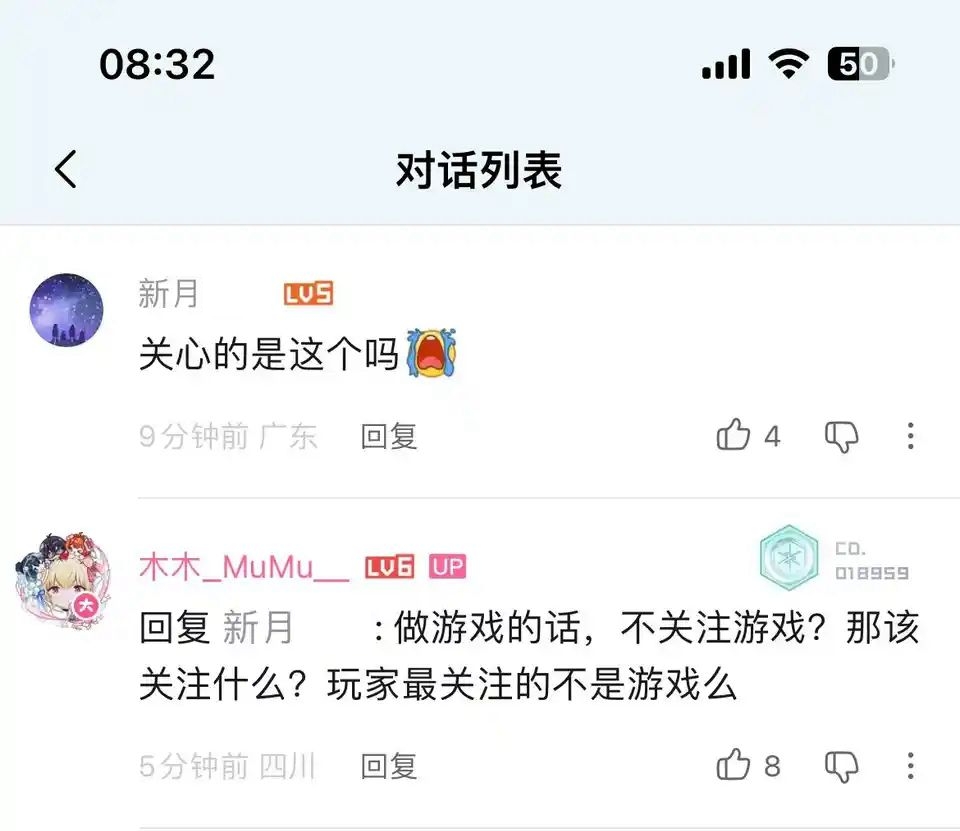 08:32
50
对话列表
新月
LV5
关心的是这个吗
9分钟前 广东 回复
4
木木_MuMu__
LV6
UP
CO.
018959
回复 新月 : 做游戏的话，不关注游戏？那该
关注什么？玩家最关注的不是游戏么
5分钟前 四川 回复
8